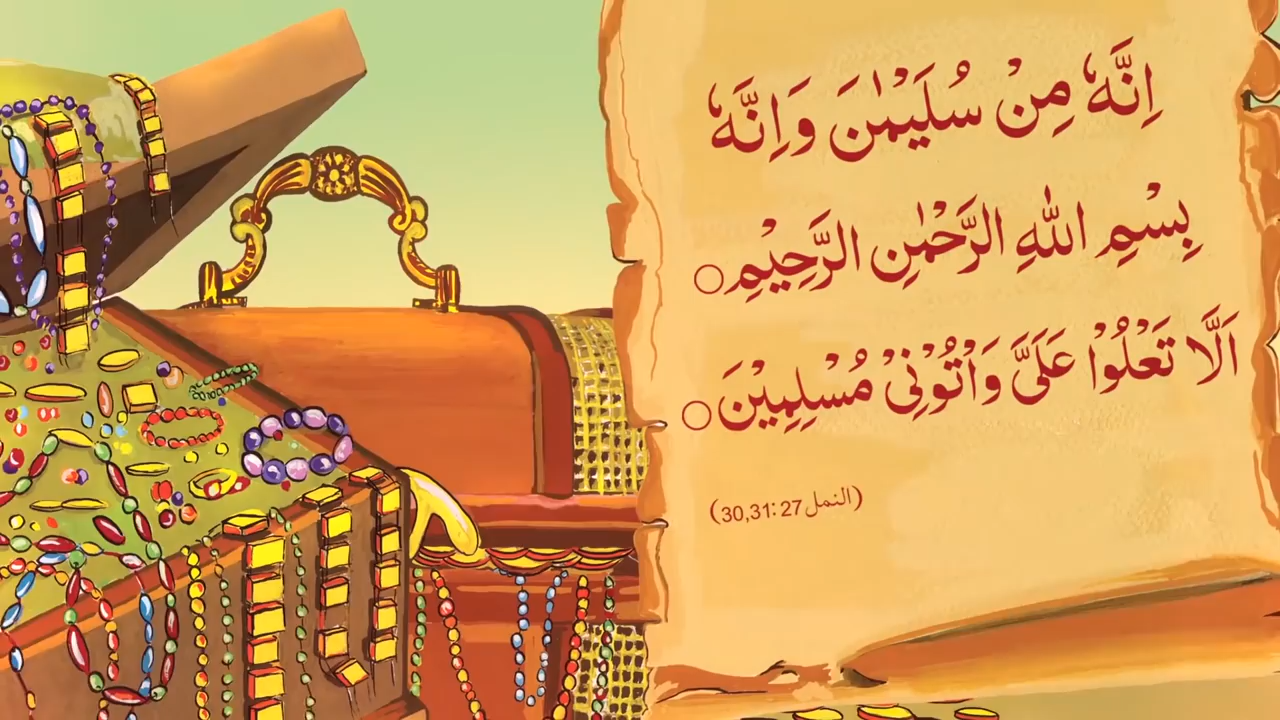 اِنَّهٗ مِنْ سُلَيْمٰنَ وَاِنَّهٗ
بِسْمِ اللّٰهِ الرَّحْمٰنِ الرَّحِيْمِ○
اَلَّا تَعْلُوْا عَلَىَّ وَاْتُوْنِىْ مُسْلِمِيْنَ○
(النمل 27 :30,31)